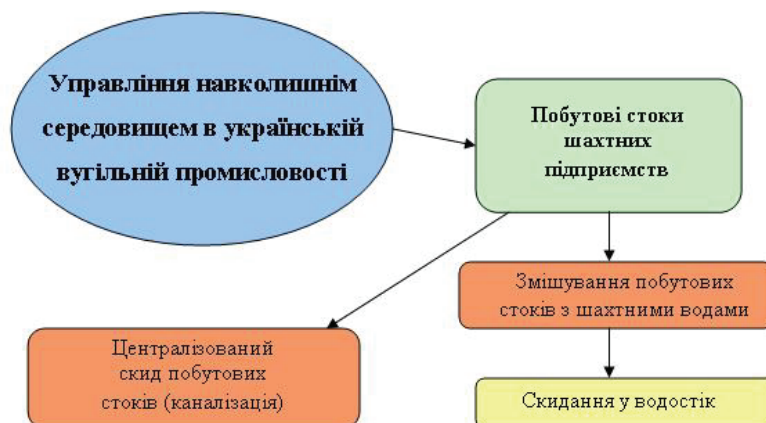 Управління навколишнім
середовищем в українській
вугільній промисловості
Побутові стоки
шахтних
підприємств
Змішування побутових
стоків з шахтними водами
Централізований
скид побутових
стоків (каналізація)
Скидання у водостік